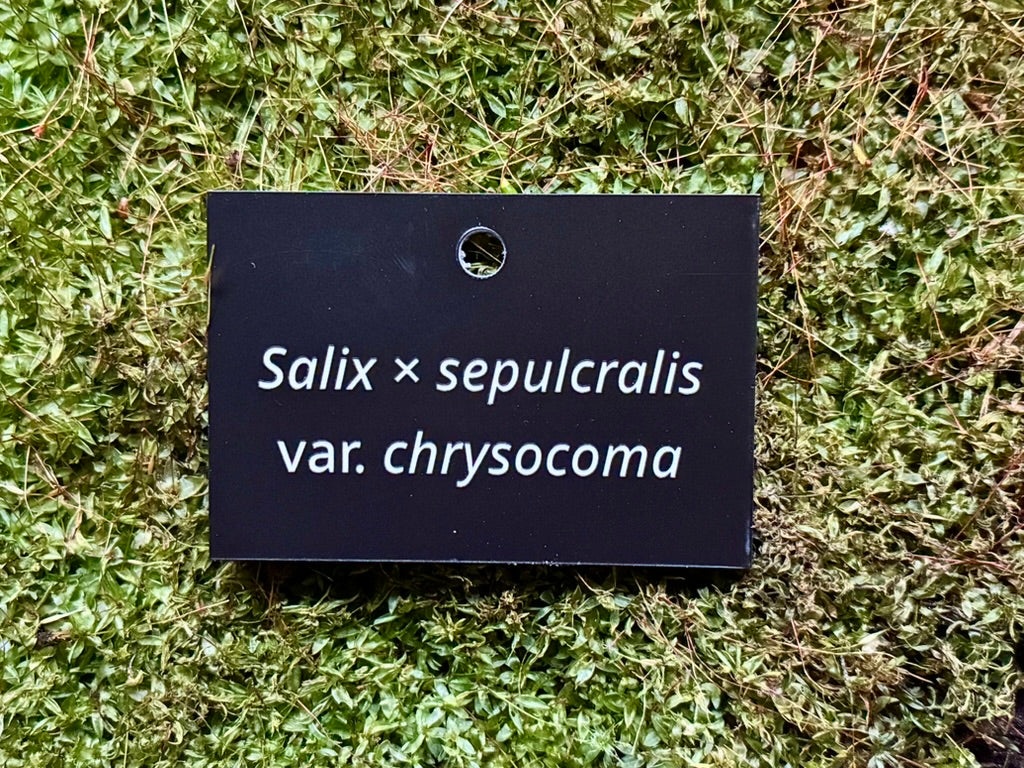 Salix × sepulcralis
var. chrysocoma